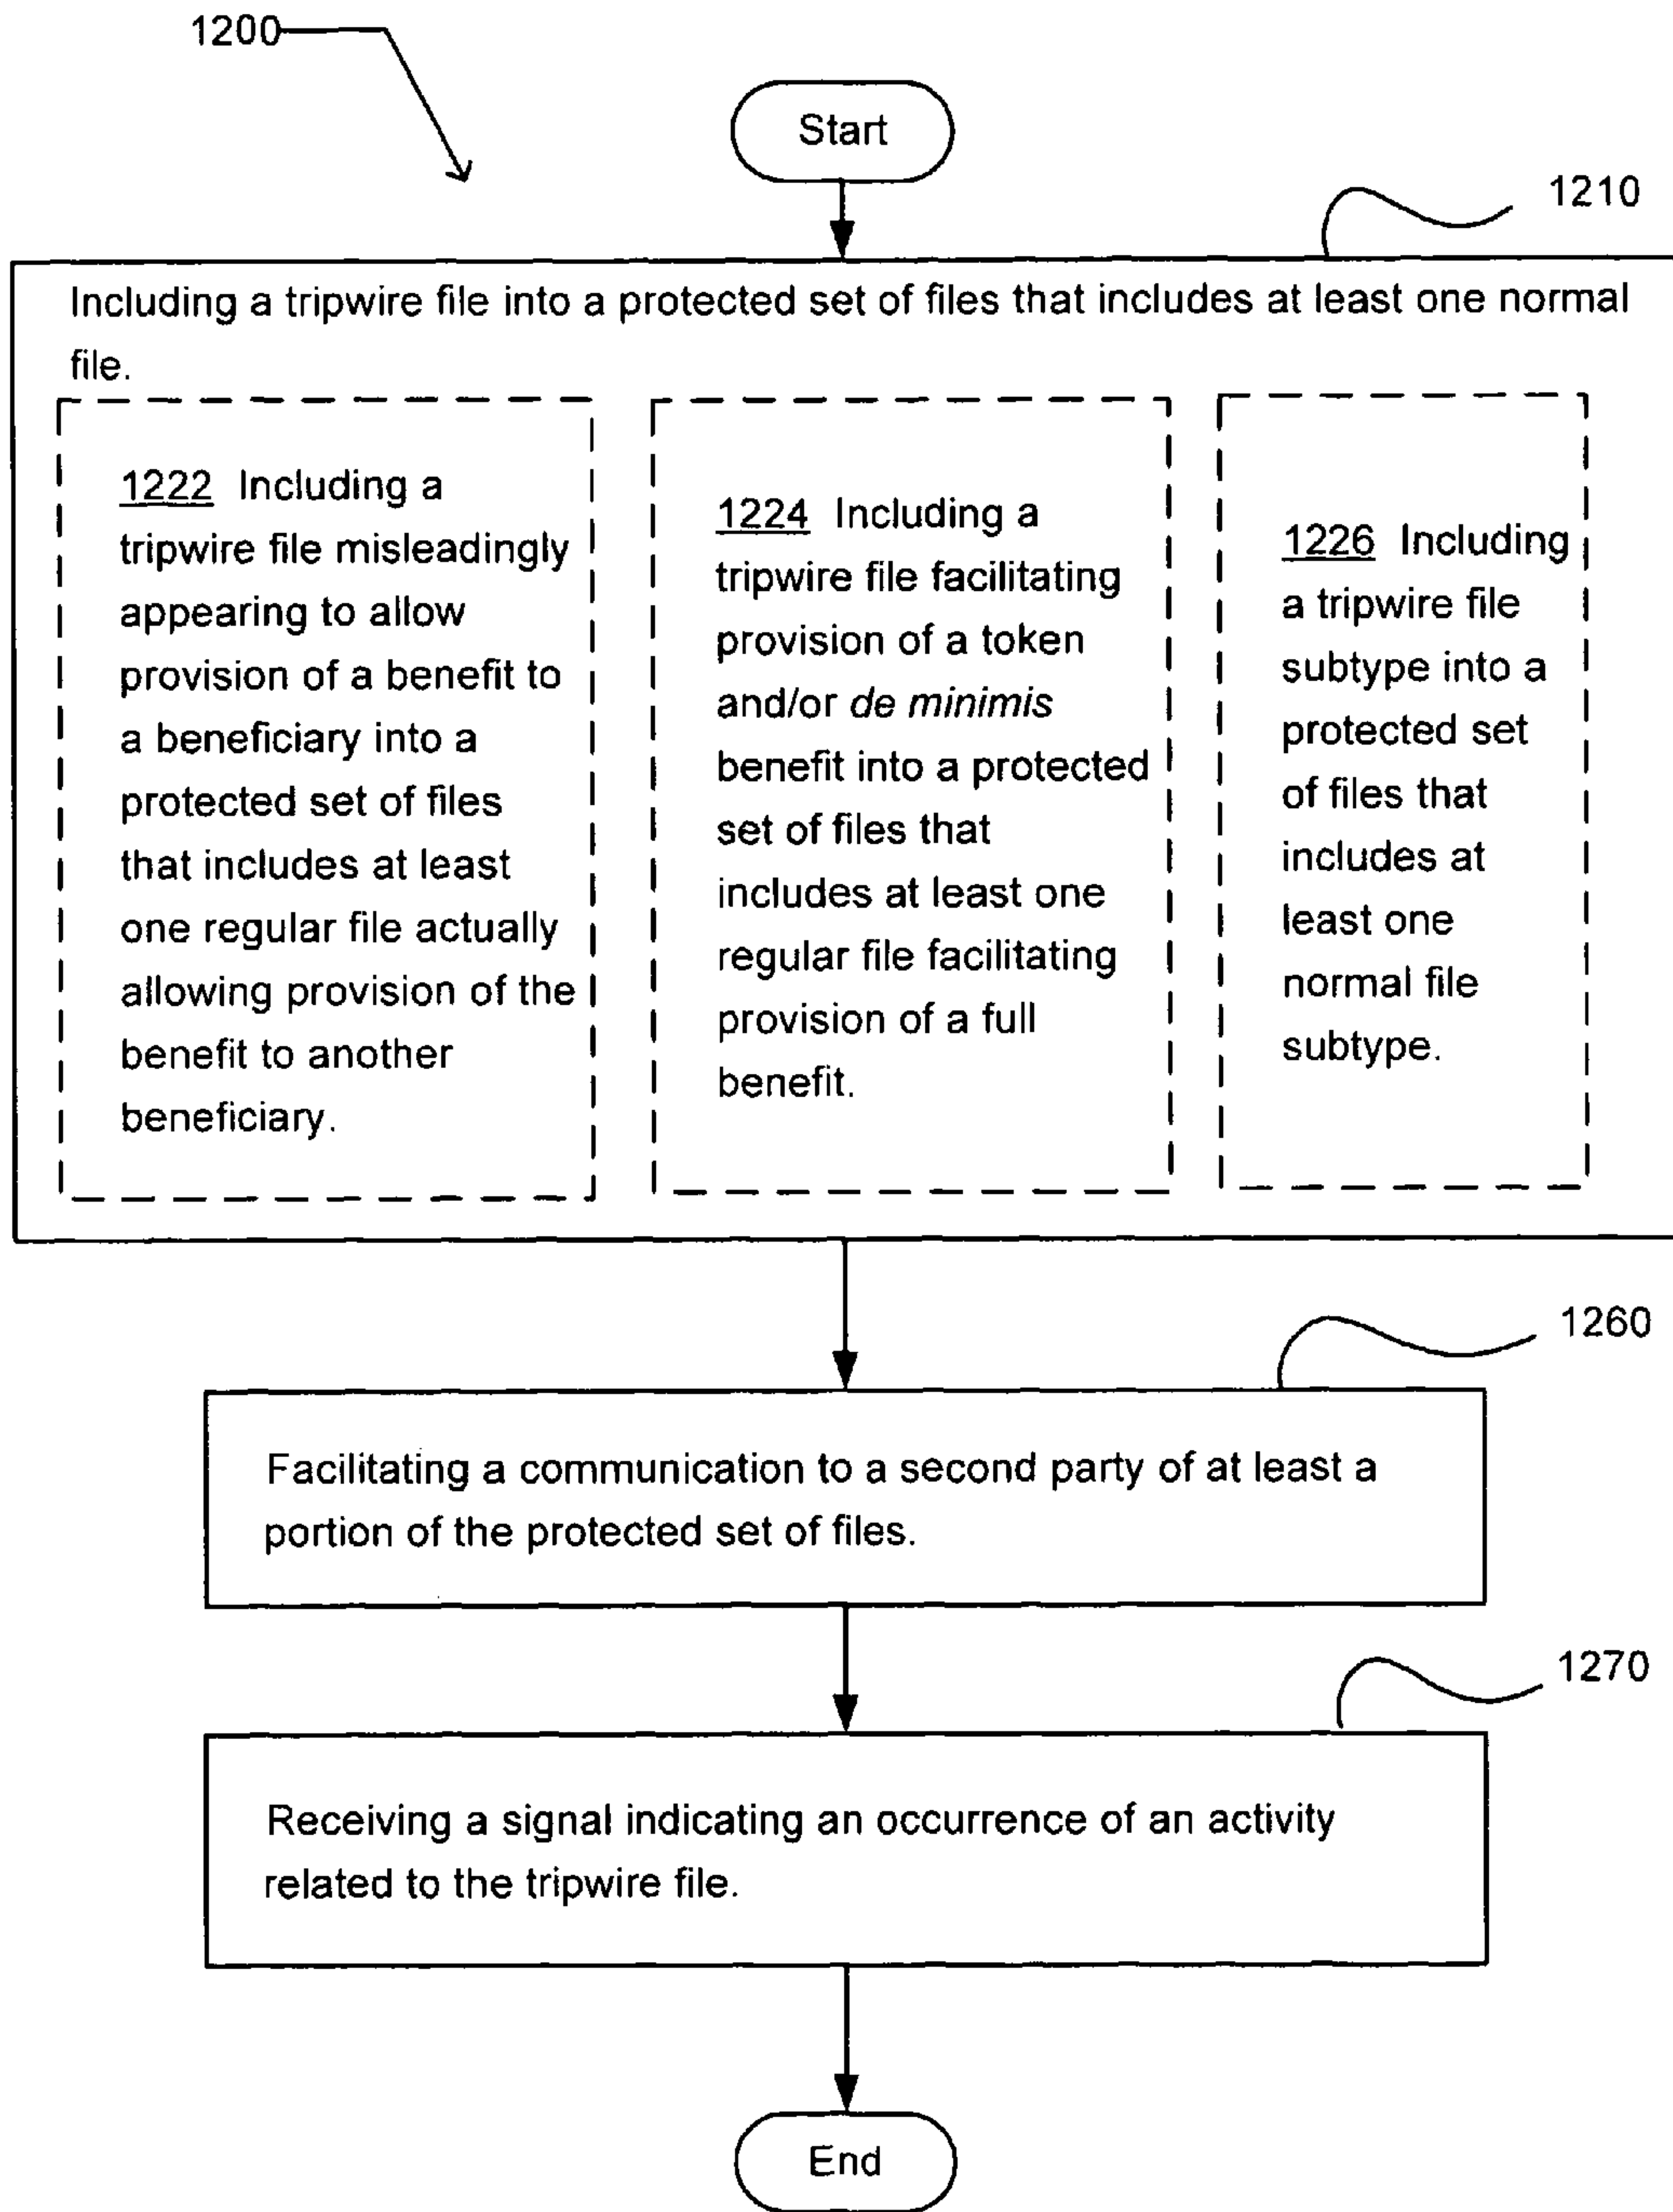 1200
Start
1210
Including a tripwire file into a protected set of files that includes at least one normal
file.
1222 Including a
tripwire file misleadingly
appearing to allow
provision of a benefit to
a beneficiary into a
protected set of files
that includes at least
one regular file actually
allowing provision of the
benefit to another
beneficiary.
1224 Including a
tripwire file facilitating
provision of a token
and/or de minimis
benefit into a protected
set of files that
includes at least one
regular file facilitating
provision of a full
benefit.
1226 Including
a tripwire file
subtype into a
protected set
of files that
includes at
least one
normal file
subtype.
1260
Facilitating a communication to a second party of at least a
portion of the protected set of files.
1270
Receiving a signal indicating an occurrence of an activity
related to the tripwire file.
End